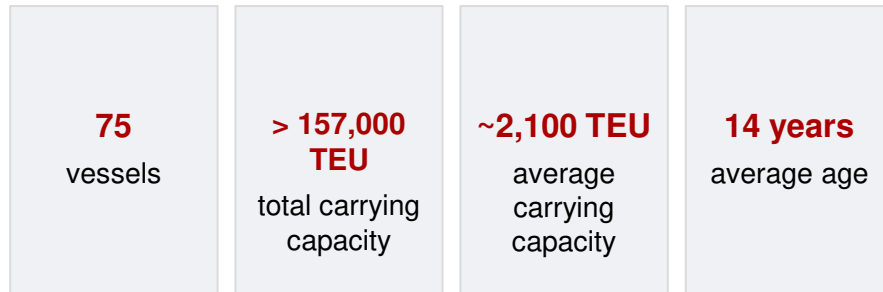 75
vessels
> 157,000
TEU
total carrying
capacity
~2,100 TEU
average
carrying
capacity
14 years
average age